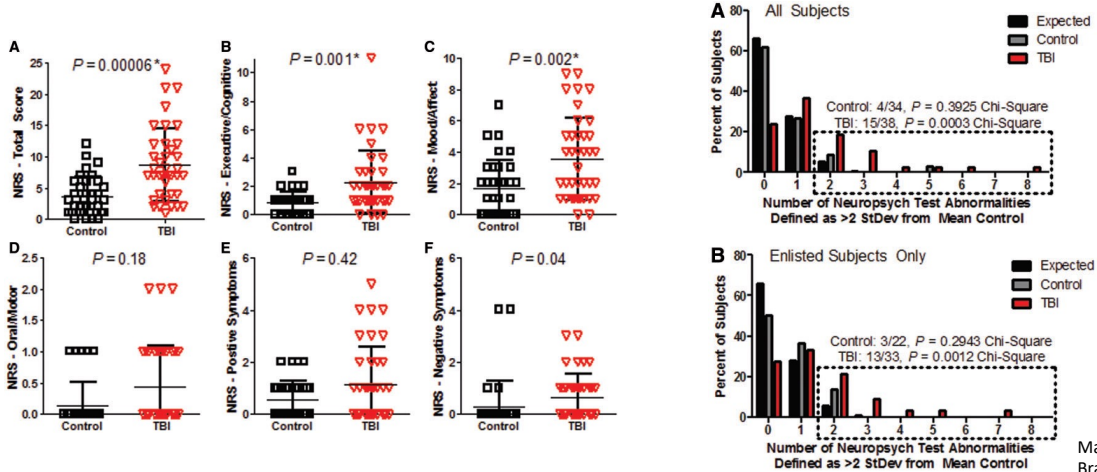 A
P = 0.00006*
NRS - Total Score
25
20
15
10
5
0
Control
TBI
B
P = 0.001*
NRS - Executive/Cognitive
10
8
6
4
2
0
Control
TBI
C
P = 0.002*
NRS - Mood/Affect
10
8
6
4
2
0
Control
TBI
D
P = 0.18
NRS - Oral/Motor
2.5
2.0
1.5
1.0
0.5
0.0
Control
TBI
E
P = 0.42
NRS - Postive Symptoms
6
4
2
0
Control
TBI
F
P = 0.04
NRS - Negative Symptoms
6
4
2
0
Control
TBI
A
All Subjects
Expected
Control
TBI
Percent of Subjects
80
60
40
20
0
Control: 4/34, P = 0.3925 Chi-Square
TBI: 15/38, P = 0.0003 Chi-Square
0 1 2 3 4 5 6 7 8
Number of Neuropsych Test Abnormalities
Defined as >2 StDev from Mean Control
B
Enlisted Subjects Only
Expected
Control
TBI
Percent of Subjects
80
60
40
20
0
Control: 3/22, P = 0.2943 Chi-Square
TBI: 13/33, P = 0.0012 Chi-Square
0 1 2 3 4 5 6 7 8
Number of Neuropsych Test Abnormalities
Defined as >2 StDev from Mean Control